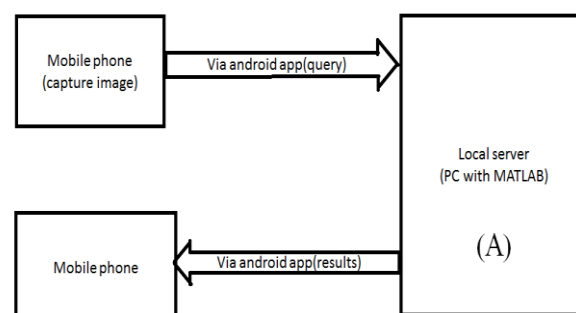 Mobile phone
(capture image)
Via android app(query)
Local server
(PC with MATLAB)
(A)
Mobile phone
Via android app(results)